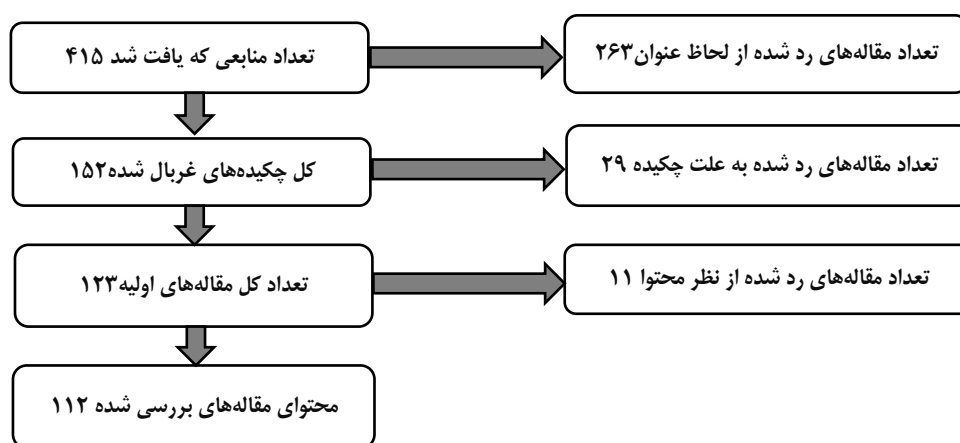 تعداد منابعی که یافت شد ۴۱۵
تعداد مقاله‌های رد شده از لحاظ عنوان۲۶۳
کل چکیده‌های غربال شده۱۵۲
تعداد مقاله‌های رد شده به علت چکیده ۲۹
تعداد کل مقاله‌های اولیه۱۲۳
تعداد مقاله‌های رد شده از نظر محتوا ۱۱
محتوای مقاله‌های بررسی شده ۱۱۲